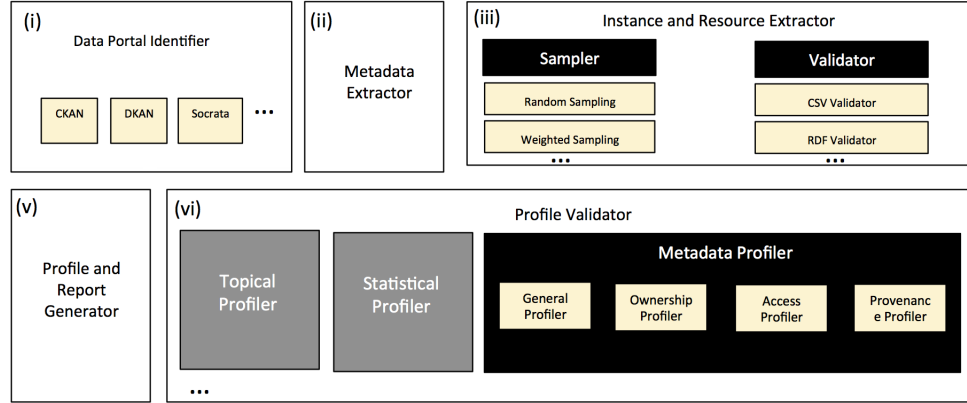 (i)
Data Portal Identifier
CKAN
DKAN
Socrata
...
(ii)
Metadata
Extractor
(iii)
Instance and Resource Extractor
Sampler
Random Sampling
Weighted Sampling
...
Validator
CSV Validator
RDF Validator
...
(v)
Profile and
Report
Generator
(vi)
Profile Validator
Topical
Profiler
...
Statistical
Profiler
Metadata Profiler
General
Profiler
Ownership
Profiler
Access
Profiler
Provenanc
e Profiler